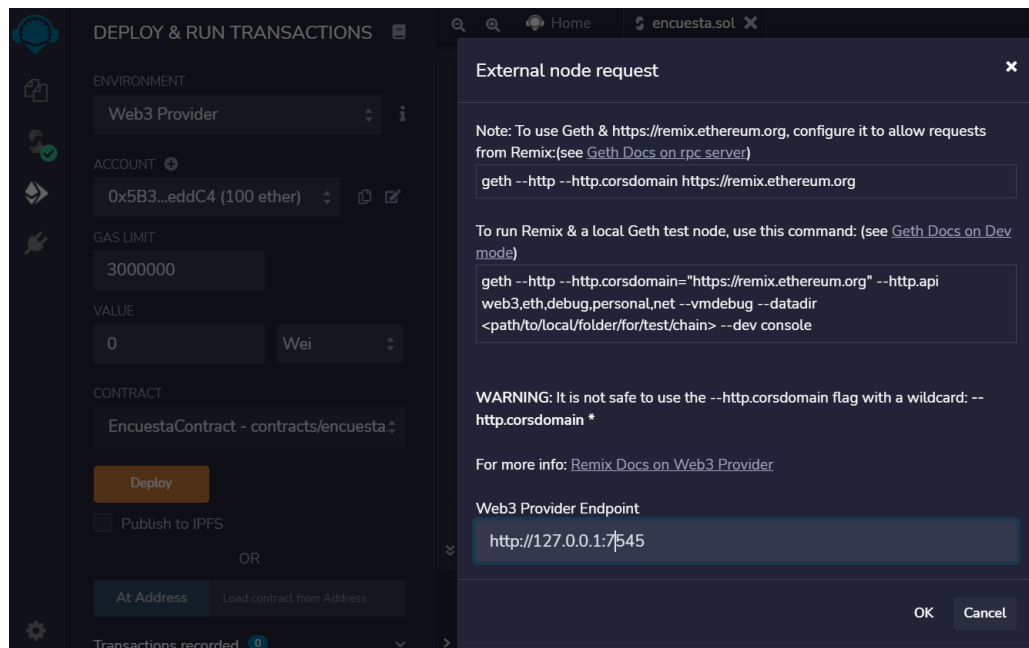 DEPLOY & RUN TRANSACTIONS
ENVIRONMENT
Web3 Provider
i
ACCOUNT
0x5B3...eddC4 (100 ether)
GAS LIMIT
3000000
VALUE
0
Wei
CONTRACT
EncuestaContract - contracts/encuesta
Deploy
Publish to IPFS
OR
At Address
Load contract from Address
Transactions recorded 0
Home
encuesta.sol
External node request
Note: To use Geth & https://remix.ethereum.org, configure it to allow requests
from Remix:(see Geth Docs on rpc server)
geth --http --http.corsdomain https://remix.ethereum.org
To run Remix & a local Geth test node, use this command: (see Geth Docs on Dev
mode)
geth --http --http.corsdomain="https://remix.ethereum.org" --http.api
web3,eth,debug,personal,net --vmdebug --datadir
<path/to/local/folder/for/test/chain> --dev console
WARNING: It is not safe to use the --http.corsdomain flag with a wildcard: --
http.corsdomain *
For more info: Remix Docs on Web3 Provider
Web3 Provider Endpoint
http://127.0.0.1:7545
OK
Cancel